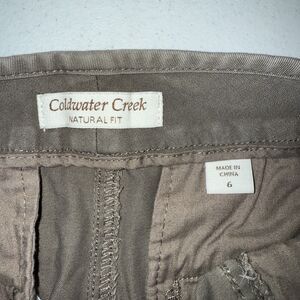 Coldwater Creek
NATURAL FIT
MADE IN
CHINA
6